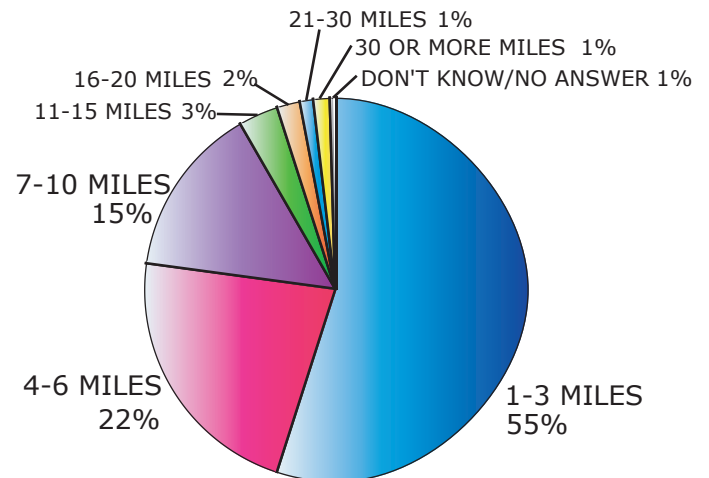 21-30 MILES 1%
30 OR MORE MILES 1%
16-20 MILES 2%
DON'T KNOW/NO ANSWER 1%
11-15 MILES 3%
7-10 MILES
15%
4-6 MILES
22%
1-3 MILES
55%